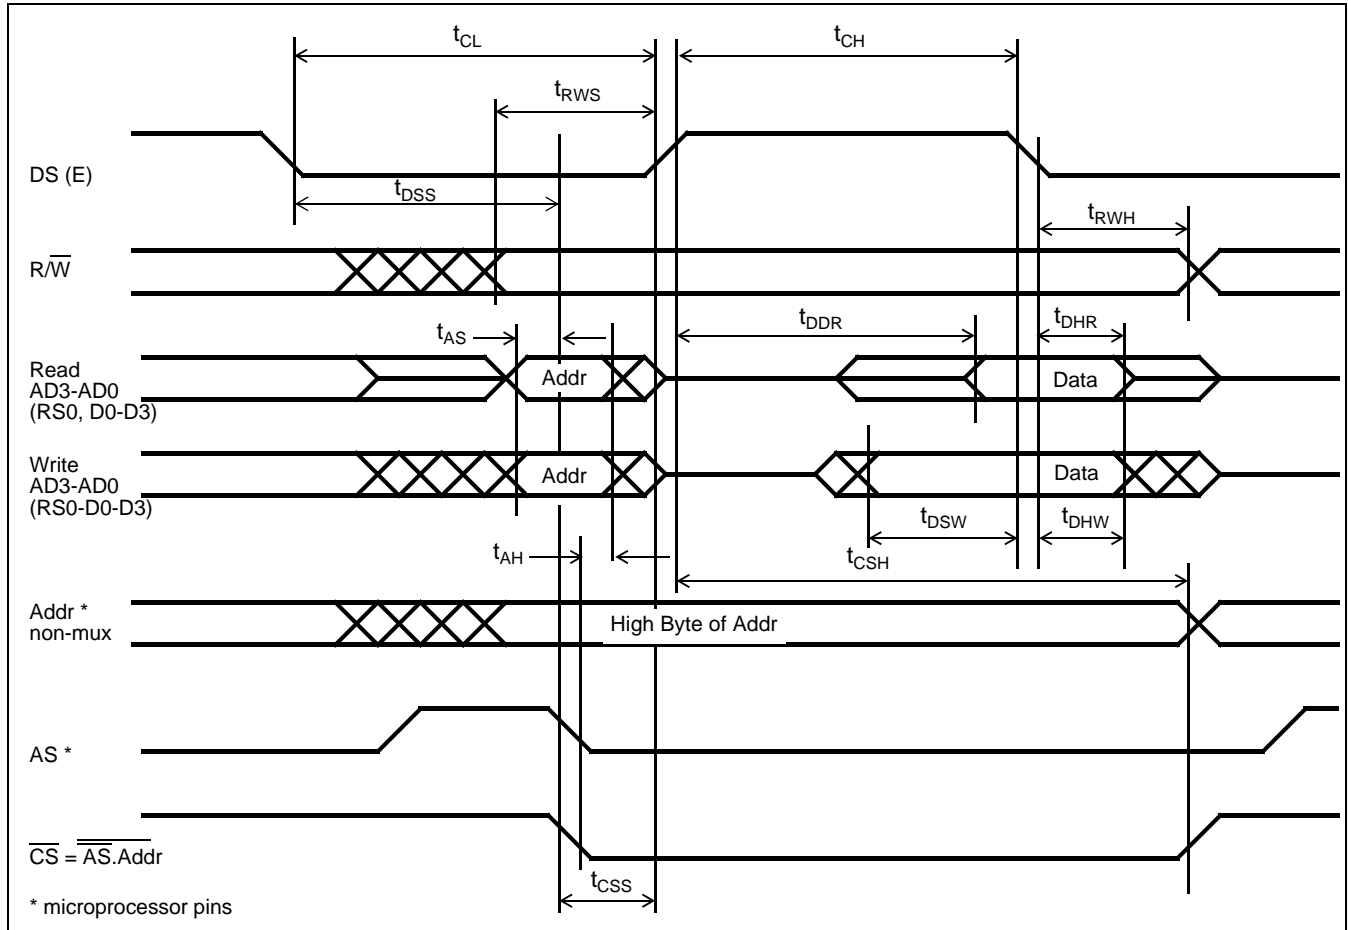 tCL
tCH
tRWS
DS (E)
tDSS
tRWH
R/W̅
tDDR
tDHR
tAS
Read
AD3-AD0
(RS0, D0-D3)
Addr
Data
Write
AD3-AD0
(RS0-D0-D3)
Addr
Data
tDSW
tDHW
tAH
tCSH
Addr *
non-mux
High Byte of Addr
AS *
C̅S̅ = A̅S̅.Addr
tCSS
* microprocessor pins